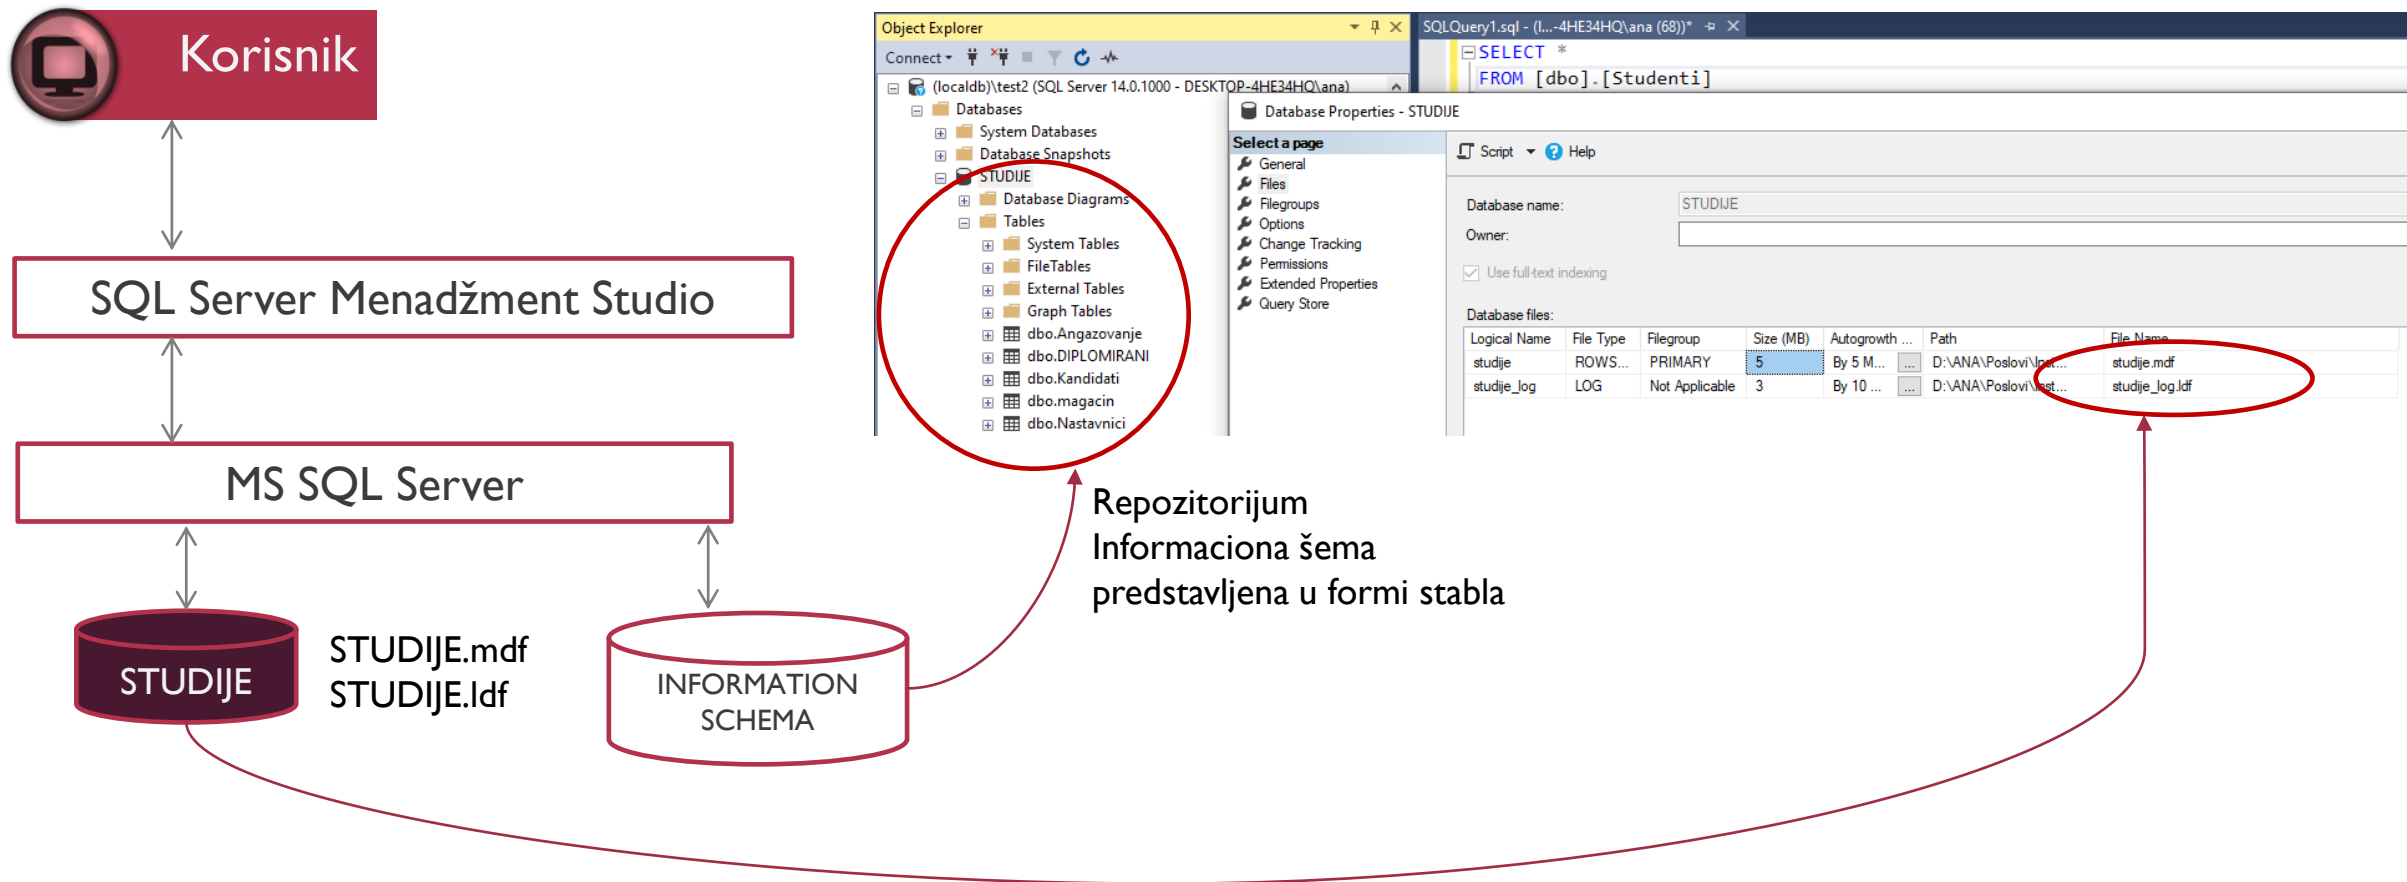 Korisnik
SQL Server Menadžment Studio
MS SQL Server
STUDIJE
STUDIJE.mdf
STUDIJE.ldf
INFORMATION
SCHEMA
Object Explorer
Connect
(localdb)\test2 (SQL Server 14.0.1000 - DESKTOP-4HE34HQ\ana)
Databases
System Databases
Database Snapshots
STUDIJE
Database Diagrams
Tables
System Tables
FileTables
External Tables
Graph Tables
dbo.Angazovanje
dbo.DIPLOMIRANI
dbo.Kandidati
dbo.magacin
dbo.Nastavnici
SQLQuery1.sql - (l...-4HE34HQ\ana (68))*
SELECT *
FROM [dbo].[Studenti]
Database Properties - STUDIJE
Select a page
General
Files
Filegroups
Options
Change Tracking
Permissions
Extended Properties
Query Store
Script Help
Database name: STUDIJE
Owner:
Use full-text indexing
Database files:
Logical Name File Type Filegroup Size (MB) Autogrowth ... Path File Name
studije ROWS... PRIMARY 5 By 5 M... ... D:\ANA\Poslovi\Inst... studije.mdf
studije_log LOG Not Applicable 3 By 10 ... ... D:\ANA\Poslovi\Inst... studije_log.ldf
Repozitorijum
Informaciona šema
predstavljena u formi stabla